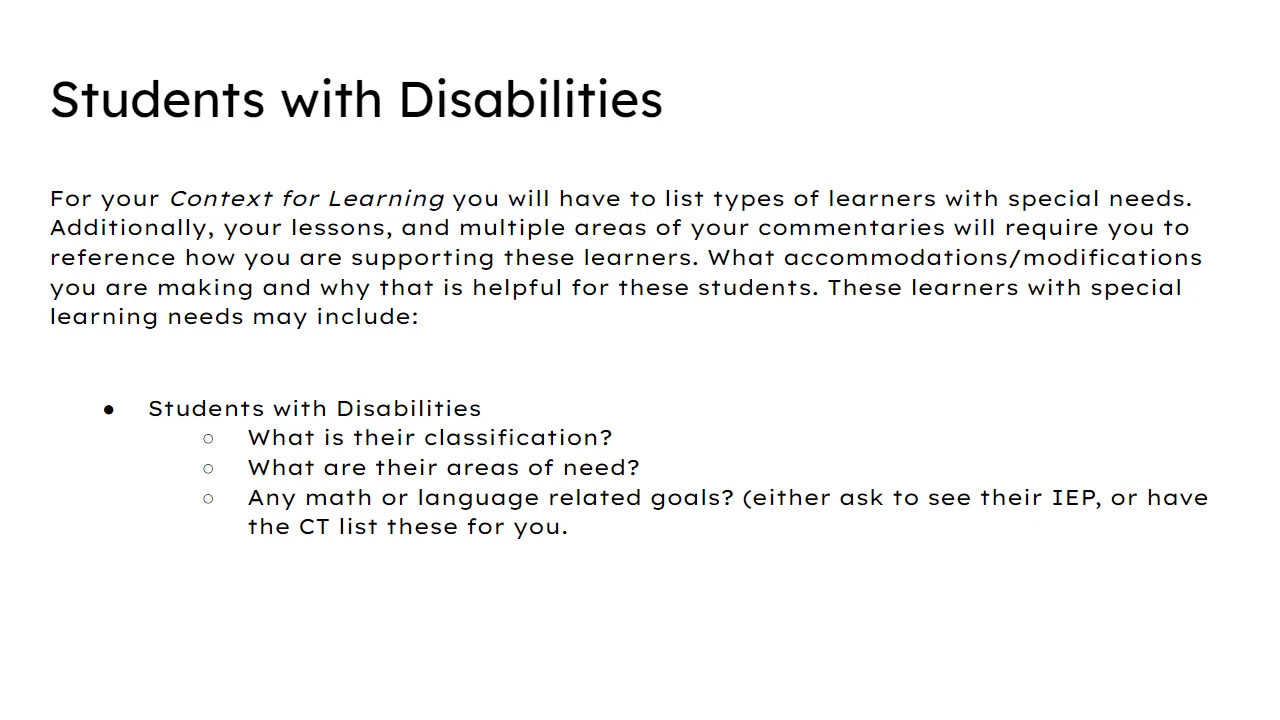 Students with Disabilities
For your Context for Learning you will have to list types of learners with special needs.
Additionally, your lessons, and multiple areas of your commentaries will require you to
reference how you are supporting these learners. What accommodations/modifications
you are making and why that is helpful for these students. These learners with special
learning needs may include:
● Students with Disabilities
○ What is their classification?
○ What are their areas of need?
○ Any math or language related goals? (either ask to see their IEP, or have
the CT list these for you.